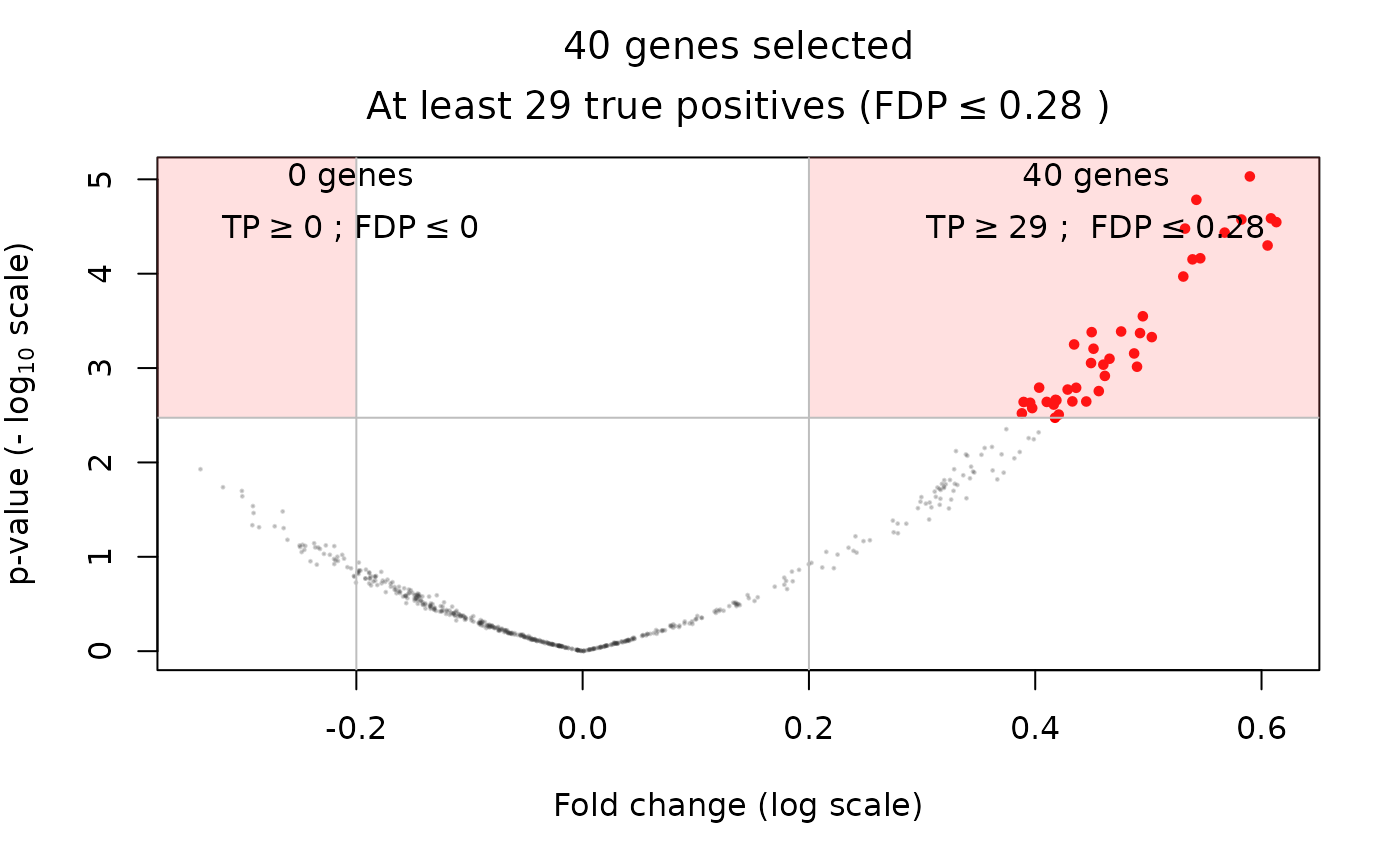 40 genes selected
At least 29 true positives (FDP ≤ 0.28 )
0 genes
TP ≥ 0 ; FDP ≤ 0
40 genes
TP ≥ 29 ;  FDP ≤ 0.28
p-value (- log₁₀ scale)
5
4
3
2
1
0
-0.2
0.0
0.2
0.4
0.6
Fold change (log scale)